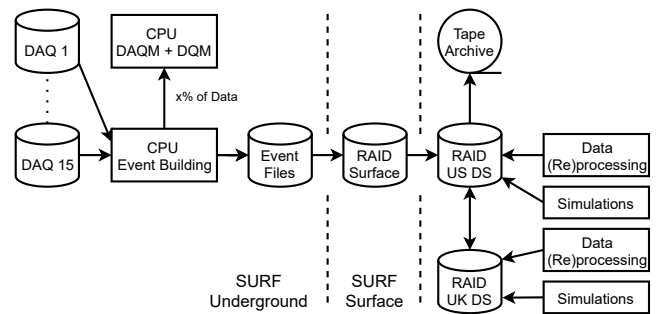 DAQ 1
CPU
DAQM + DQM
Tape
Archive
x% of Data
DAQ 15
CPU
Event Building
Event
Files
RAID
Surface
RAID
US DS
Data
(Re)processing
Simulations
Data
(Re)processing
RAID
UK DS
Simulations
SURF
Underground
SURF
Surface